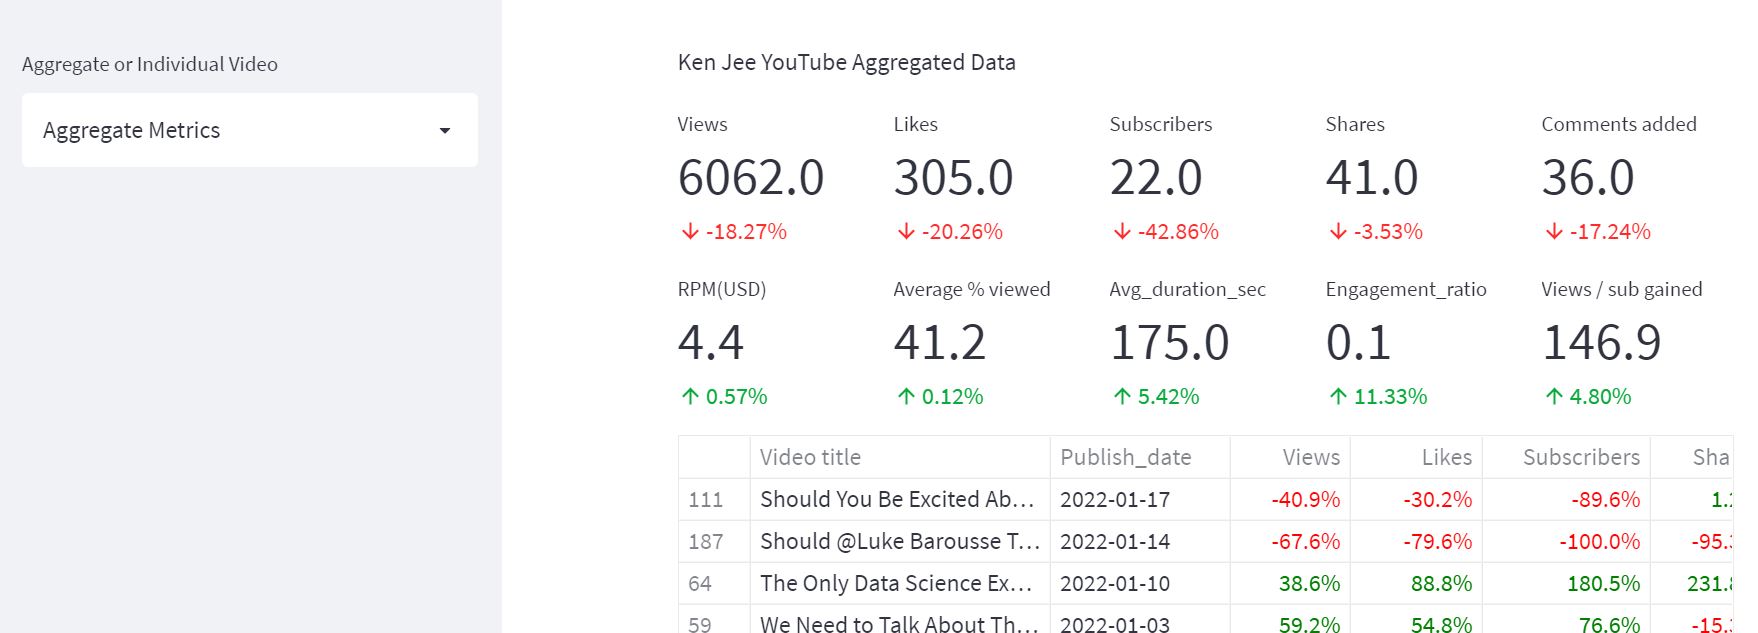 Aggregate or Individual Video
Aggregate Metrics
Ken Jee YouTube Aggregated Data
Views Likes Subscribers Shares Comments added
6062.0 305.0 22.0 41.0 36.0
↓ -18.27% ↓ -20.26% ↓ -42.86% ↓ -3.53% ↓ -17.24%
RPM(USD) Average % viewed Avg_duration_sec Engagement_ratio Views / sub gained
4.4 41.2 175.0 0.1 146.9
↑ 0.57% ↑ 0.12% ↑ 5.42% ↑ 11.33% ↑ 4.80%
Video title Publish_date Views Likes Subscribers Sha
111 Should You Be Excited Ab... 2022-01-17 -40.9% -30.2% -89.6% 1.
187 Should @Luke Barousse T... 2022-01-14 -67.6% -79.6% -100.0% -95.
64 The Only Data Science Ex... 2022-01-10 38.6% 88.8% 180.5% 231.
59 We Need to Talk About Th... 2022-01-03 59.2% 54.8% 76.6% -15.